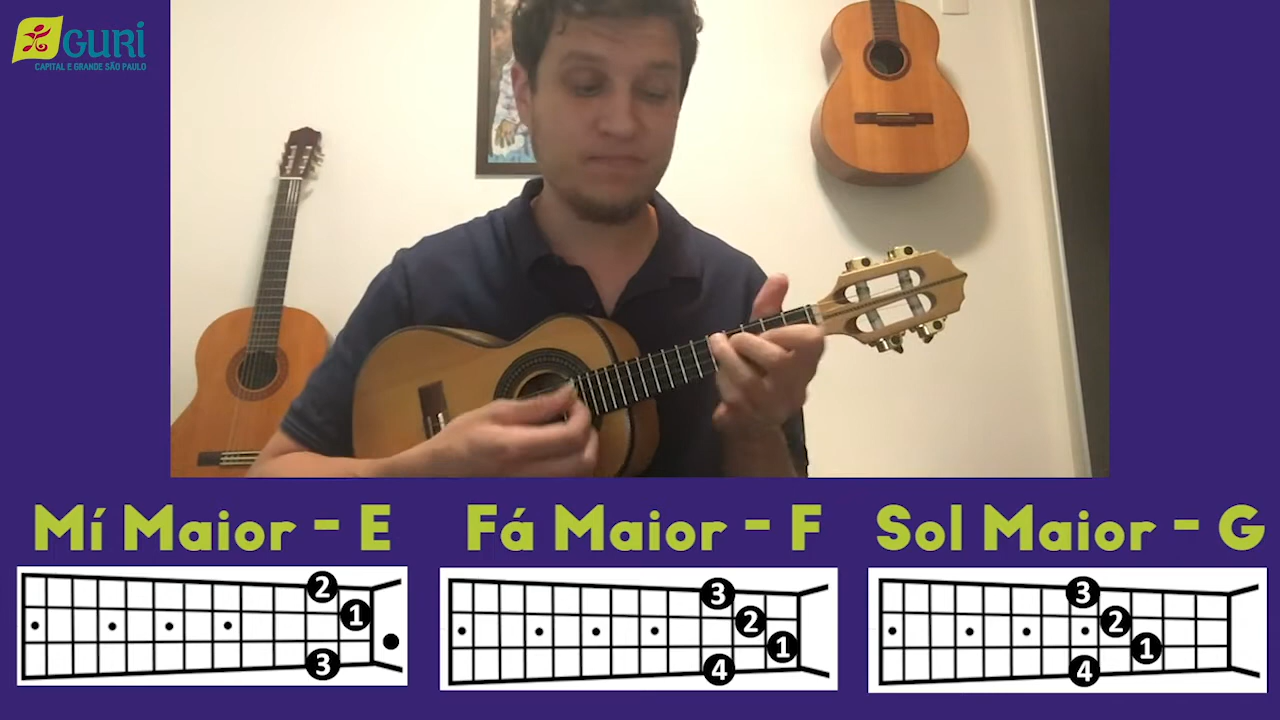 GURI
CAPITAL E GRANDE SÃO PAULO
Mí Maior - E
Fá Maior - F
Sol Maior - G
2
1
3
3
2
1
4
3
2
1
4